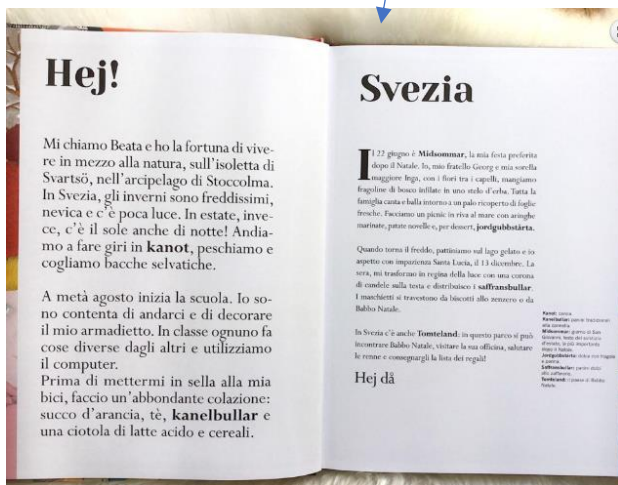 Hej!
Mi chiamo Beata e ho la fortuna di vive-
re in mezzo alla natura, sull'isoletta di
Svartsö, nell'arcipelago di Stoccolma.
In Svezia, gli inverni sono freddissimi,
nevica e c'è poca luce. In estate, inve-
ce, c'è il sole anche di notte! Andia-
mo a fare giri in kanot, peschiamo e
cogliamo bacche selvatiche.
A metà agosto inizia la scuola. Io so-
no contenta di andarci e di decorare
il mio armadietto. In classe ognuno fa
cose diverse dagli altri e utilizziamo
il computer.
Prima di mettermi in sella alla mia
bici, faccio un'abbondante colazione:
succo d'arancia, tè, kanelbullar e
una ciotola di latte acido e cereali.
Svezia
Il 22 giugno è Midsommar, la mia festa preferita
dopo il Natale. Io, mio fratello Georg e mia sorella
maggiore Inga, con i fiori tra i capelli, mangiamo
fragoline di bosco infilate in uno stelo d'erba. Tutta la
famiglia canta e balla intorno a un palo ricoperto di foglie
fresche. Facciamo un picnic in riva al mare con aringhe
marinate, patate novelle e, per dessert, jordgubbstårta.
Quando torna il freddo, pattiniamo sul lago gelato e io
aspetto con impazienza Santa Lucia, il 13 dicembre. La
sera, mi trasformo in regina della luce con una corona
di candele sulla testa e distribuisco i saffransbullar.
I maschietti si travestono da biscotti allo zenzero o da
Babbo Natale.
In Svezia c'è anche Tomteland: in questo parco si può
incontrare Babbo Natale, visitare la sua officina, salutare
le renne e consegnargli la lista dei regali!
Hej då
Kanot: canoa.
Kanelbullar: panini tradizionali
alla cannella.
Midsommar: giorno di San
Giovanni, festa del solstizio
d'estate, la più importante
dopo il Natale.
Jordgubbstårta: dolce con fragole
e panna.
Saffransbullar: panini dolci
allo zafferano.
Tomteland: il paese di Babbo
Natale.